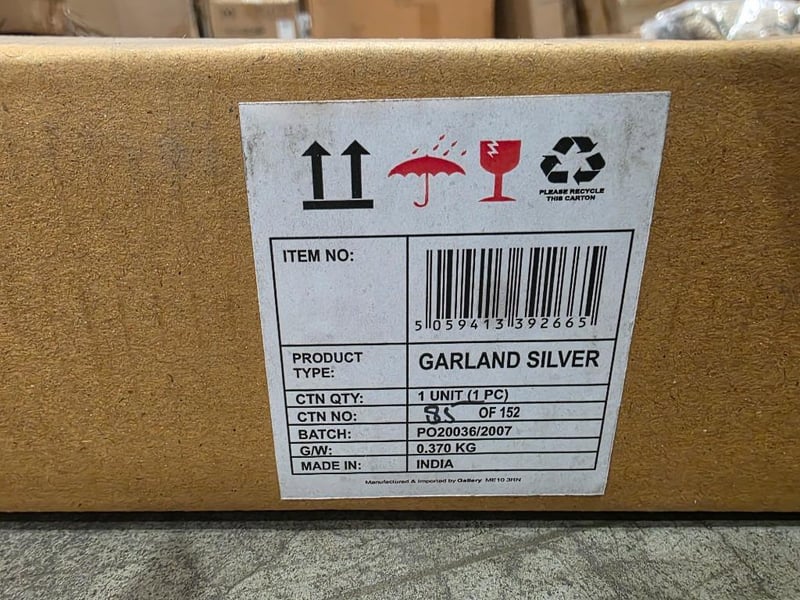 PLEASE RECYCLE
THIS CARTON
ITEM NO:
5 059413 392665
PRODUCT TYPE: GARLAND SILVER
CTN QTY: 1 UNIT (1 PC)
CTN NO: 85 OF 152
BATCH: PO20036/2007
G/W: 0.370 KG
MADE IN: INDIA
Manufactured & Imported by Gallery ME10 3RN